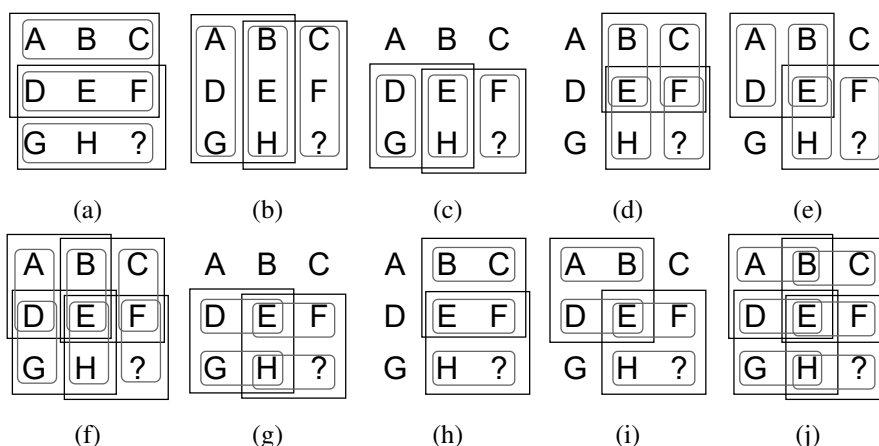 A B C A B C A B C A B C A B C
D E F D E F D E F D E F D E F
G H ? G H ? G H ? G H ? G H ?
(a) (b) (c) (d) (e)
A B C A B C A B C A B C A B C
D E F D E F D E F D E F D E F
G H ? G H ? G H ? G H ? G H ?
(f) (g) (h) (i) (j)